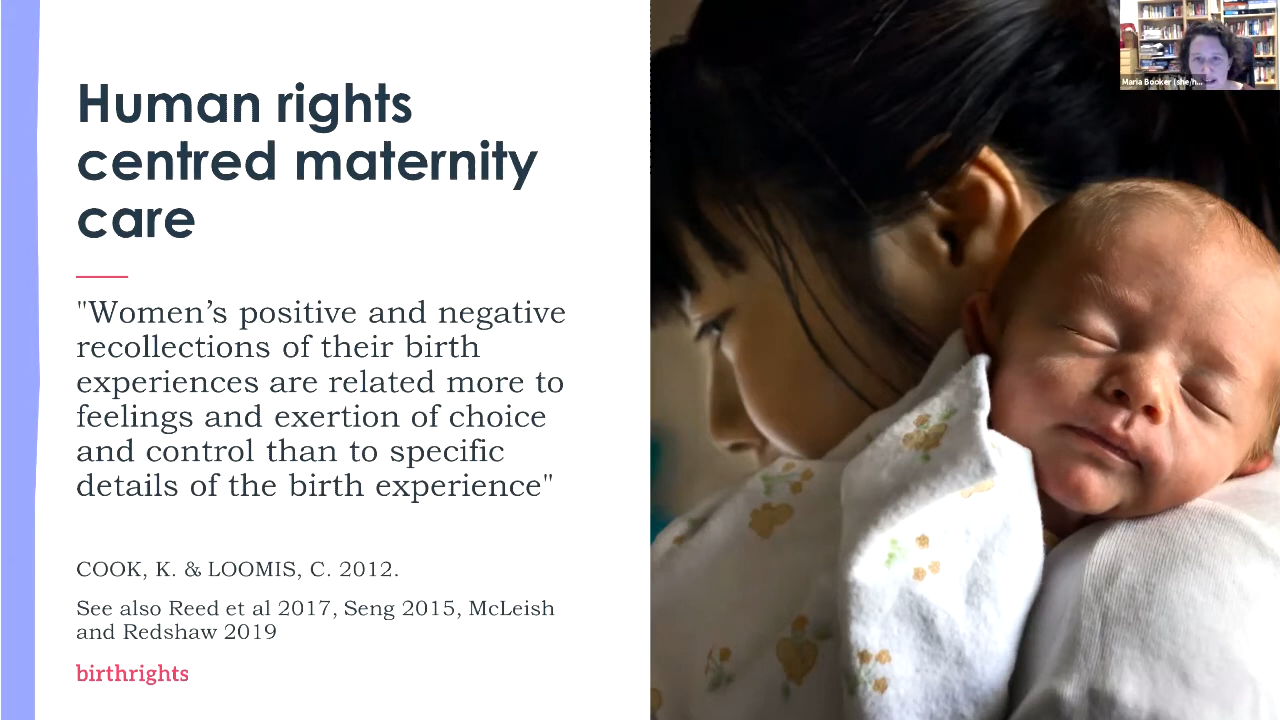 Human rights
centred maternity
care
"Women’s positive and negative
recollections of their birth
experiences are related more to
feelings and exertion of choice
and control than to specific
details of the birth experience"
COOK, K. & LOOMIS, C. 2012.
See also Reed et al 2017, Seng 2015, McLeish
and Redshaw 2019
birthrights
Maria Booker (she/h...